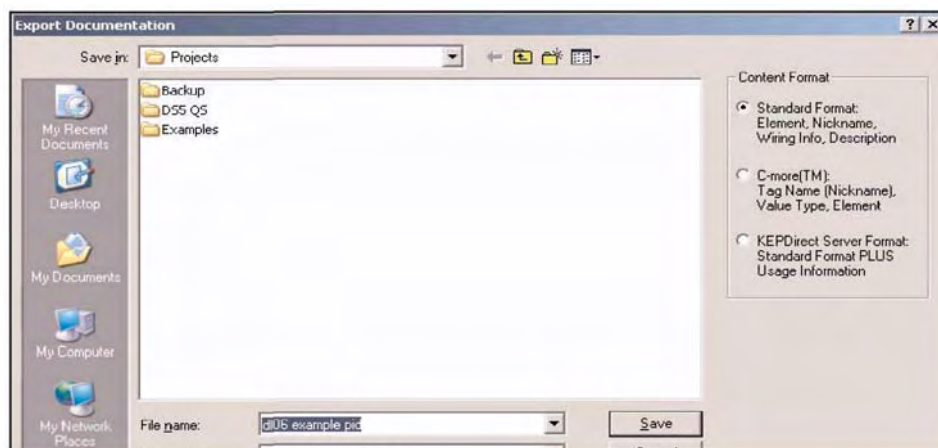 Export Documentation
Save in: Projects
My Recent
Documents
Desktop
My Documents
My Computer
My Network
Places
Backup
DS5 QS
Examples
File name: dl06 example pid
Save
Content Format
Standard Format:
Element, Nickname,
Wiring Info, Description
C-more(TM):
Tag Name (Nickname),
Value Type, Element
KEPDirect Server Format:
Standard Format PLUS
Usage Information